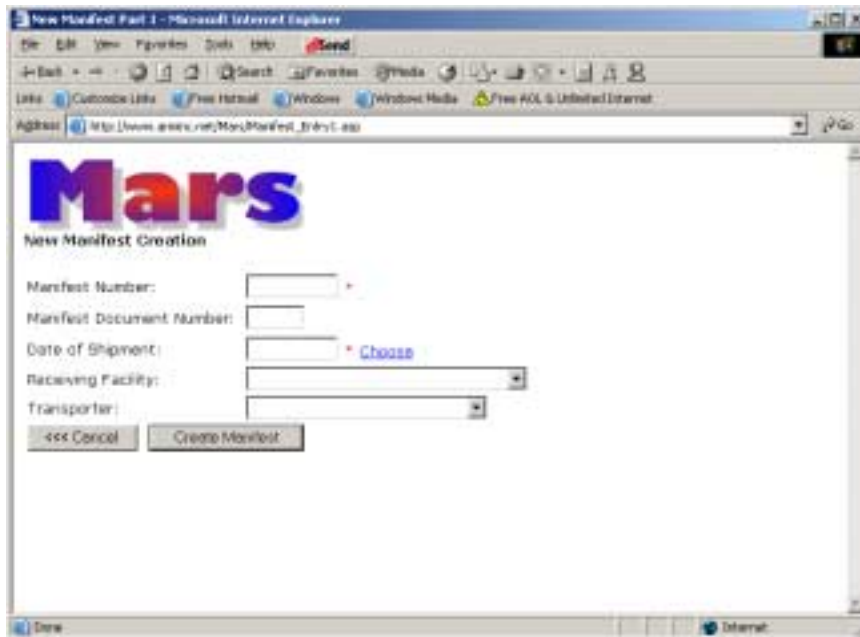 New Manifest Part 1 - Microsoft Internet Explorer
File Edit View Favorites Tools Help Send
Back Search Favorites Media
Links Customize Links Free Hotmail Windows Windows Media Free AOL & Unlimited Internet
Address Go
Mars
New Manifest Creation
Manifest Number: *
Manifest Document Number:
Date of Shipment: * Choose
Receiving Facility:
Transporter:
<<< Cancel Create Manifest
Done Internet